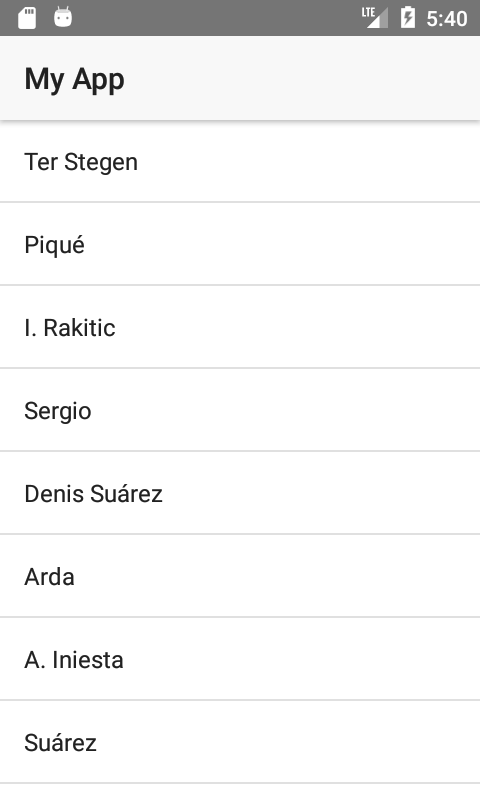 LTE 5:40
My App
Ter Stegen
Piqué
I. Rakitic
Sergio
Denis Suárez
Arda
A. Iniesta
Suárez